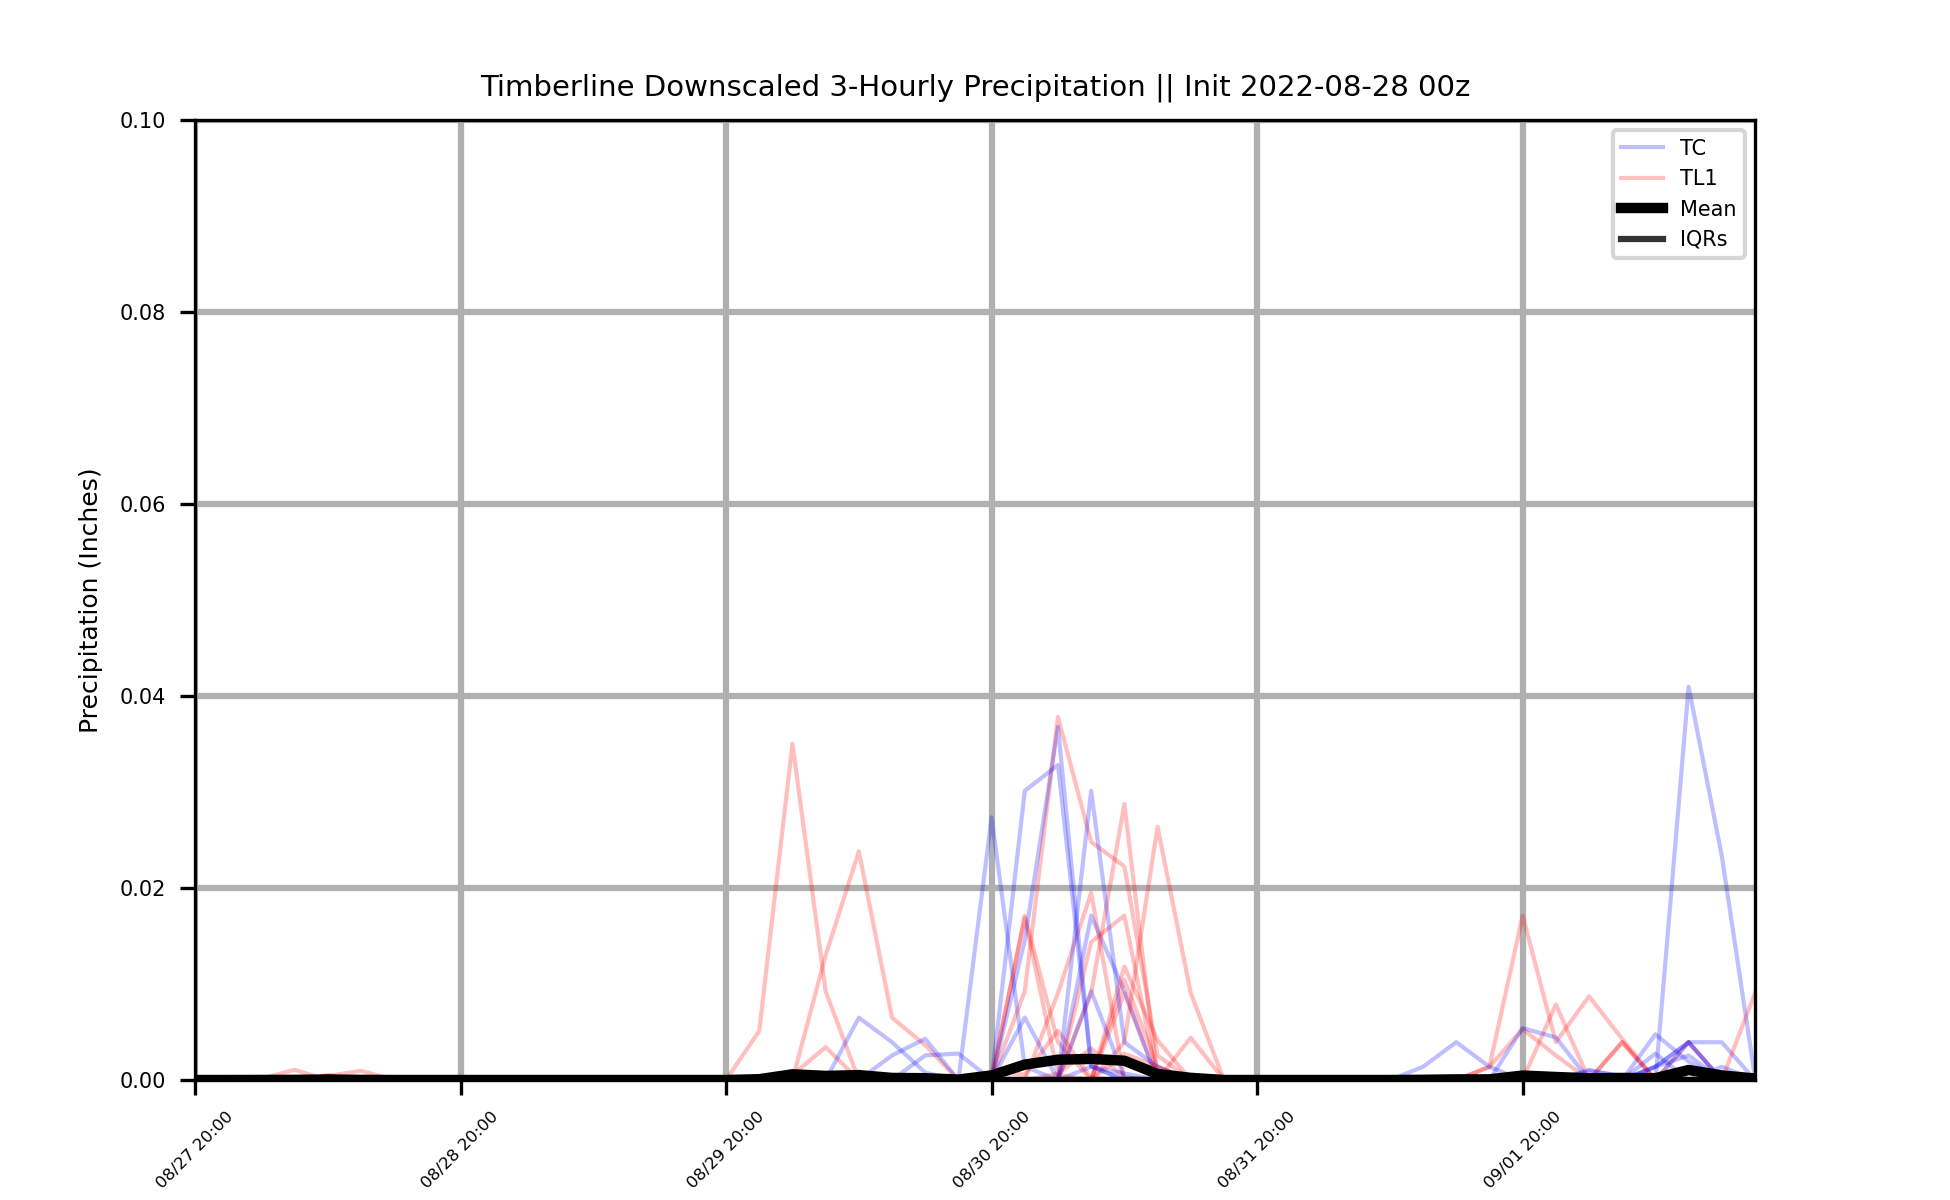 Timberline Downscaled 3-Hourly Precipitation || Init 2022-08-28 00z
TC
TL1
Mean
IQRs
Precipitation (Inches)
0.10
0.08
0.06
0.04
0.02
0.00
08/27 20:00
08/28 20:00
08/29 20:00
08/30 20:00
08/31 20:00
09/01 20:00